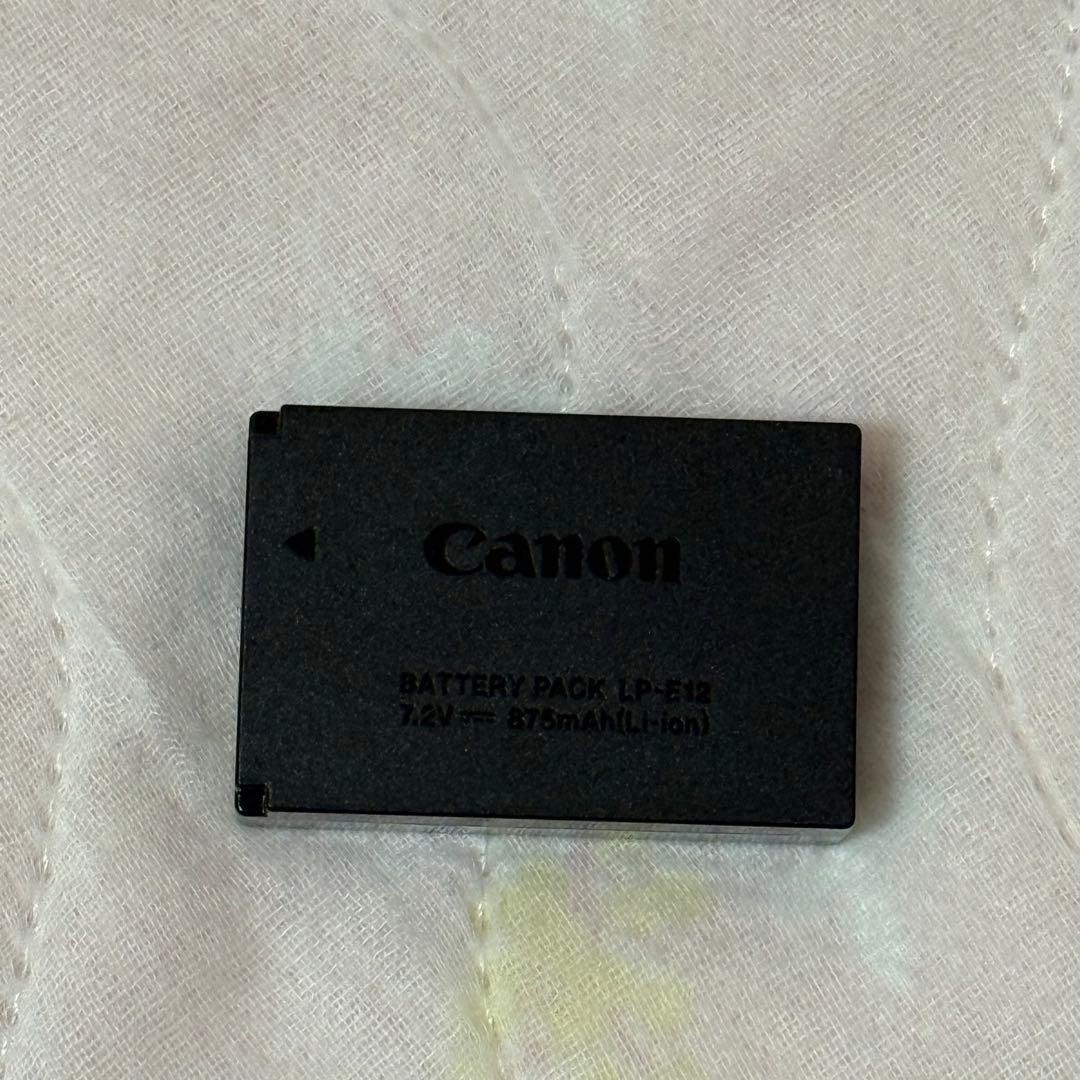 Canon
BATTERY PACK LP-E12
7.2V⎓ 875mAh(Li-ion)